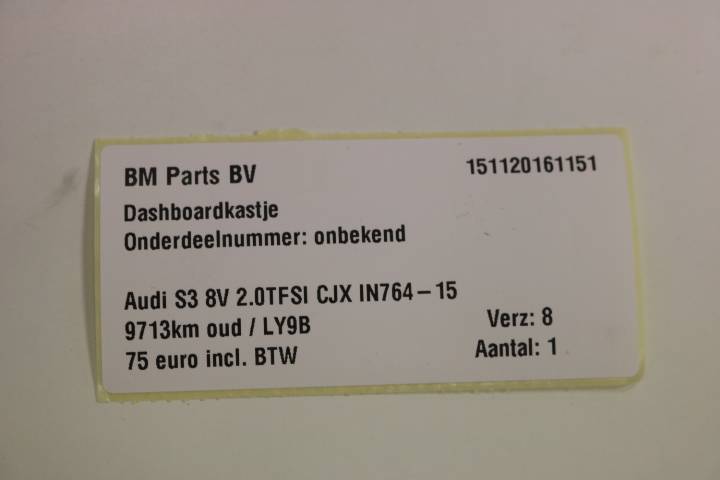 BM Parts BV 151120161151
Dashboardkastje
Onderdeelnummer: onbekend
Audi S3 8V 2.0TFSI CJX IN764-15
9713km oud / LY9B Verz: 8
75 euro incl. BTW Aantal: 1